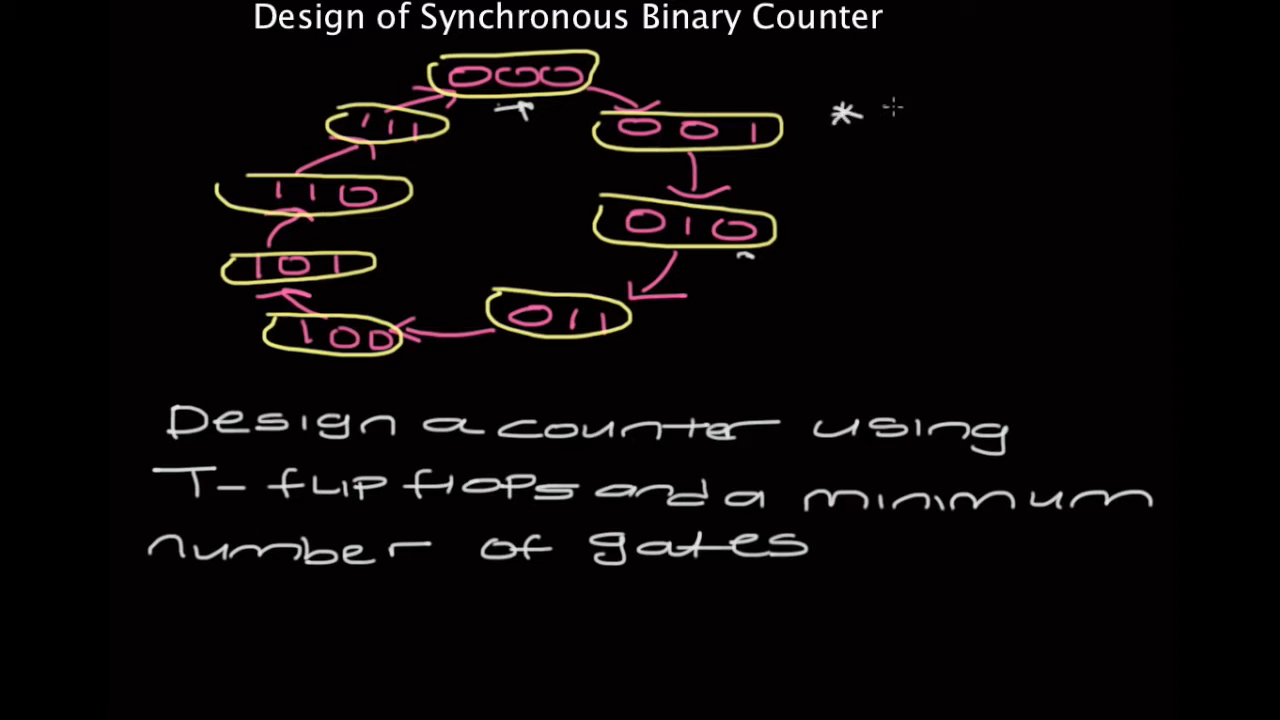 Design of Synchronous Binary Counter
000
111
001
*
110
010
101
011
100
Design a counter using
T- flip flops and a minimum
number of gates